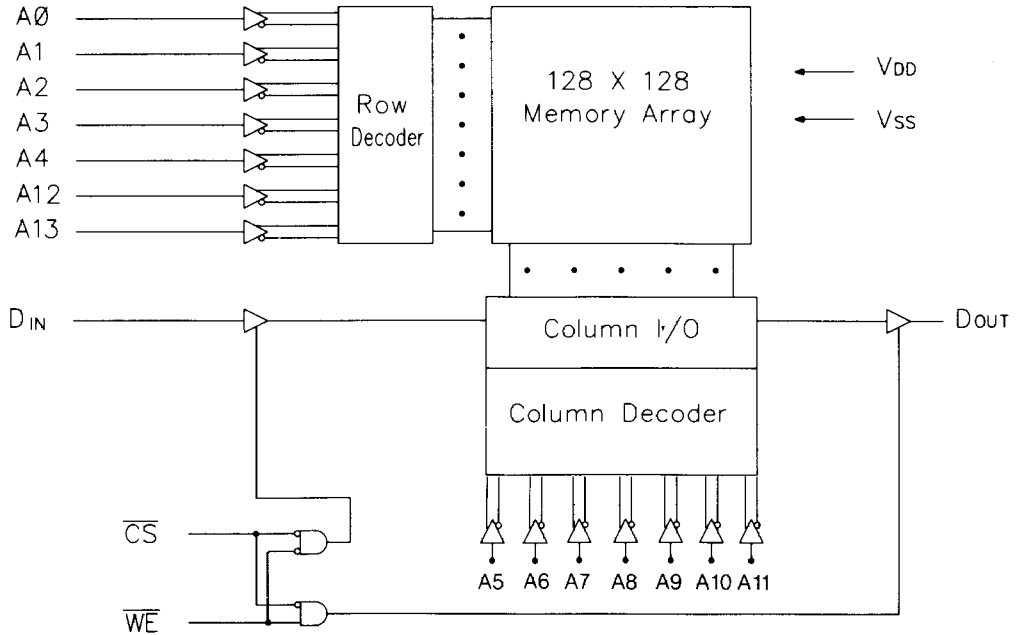 AØ
A1
A2
A3
A4
A12
A13
Row
Decoder
128 X 128
Memory Array
VDD
VSS
DIN
Column I/O
DOUT
Column Decoder
CS
WE
A5 A6 A7 A8 A9 A10 A11